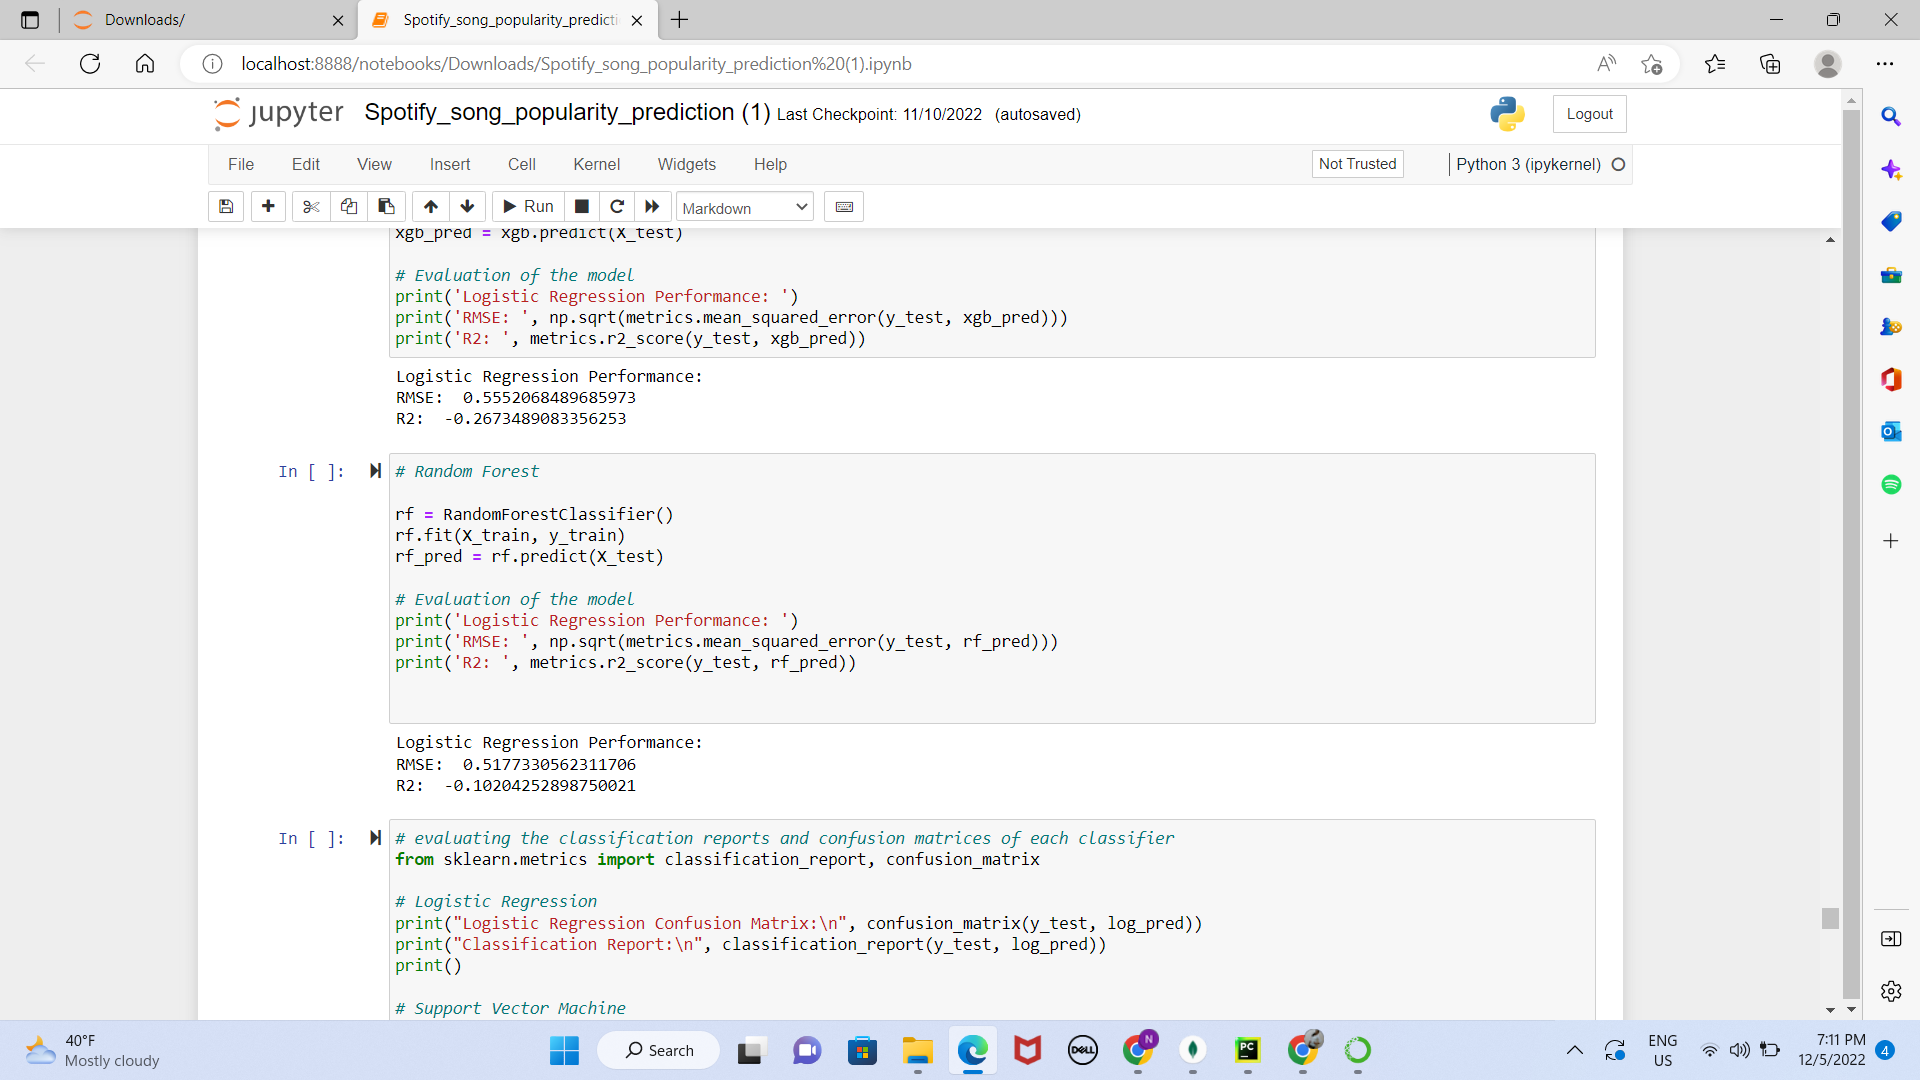 Downloads/
Spotify_song_popularity_predicti
localhost:8888/notebooks/Downloads/Spotify_song_popularity_prediction%20(1).ipynb
jupyter Spotify_song_popularity_prediction (1) Last Checkpoint: 11/10/2022 (autosaved)
Logout
File Edit View Insert Cell Kernel Widgets Help
Not Trusted
Python 3 (ipykernel)
Run
Markdown
xgb_pred = xgb.predict(X_test)
# Evaluation of the model
print('Logistic Regression Performance: ')
print('RMSE: ', np.sqrt(metrics.mean_squared_error(y_test, xgb_pred)))
print('R2: ', metrics.r2_score(y_test, xgb_pred))
Logistic Regression Performance:
RMSE:  0.5552068489685973
R2:  -0.2673489083356253
In [ ]:
# Random Forest
rf = RandomForestClassifier()
rf.fit(X_train, y_train)
rf_pred = rf.predict(X_test)
# Evaluation of the model
print('Logistic Regression Performance: ')
print('RMSE: ', np.sqrt(metrics.mean_squared_error(y_test, rf_pred)))
print('R2: ', metrics.r2_score(y_test, rf_pred))
Logistic Regression Performance:
RMSE:  0.5177330562311706
R2:  -0.10204252898750021
In [ ]:
# evaluating the classification reports and confusion matrices of each classifier
from sklearn.metrics import classification_report, confusion_matrix
# Logistic Regression
print("Logistic Regression Confusion Matrix:\n", confusion_matrix(y_test, log_pred))
print("Classification Report:\n", classification_report(y_test, log_pred))
print()
# Support Vector Machine
40°F
Mostly cloudy
Search
DELL
N
PC
ENG
US
7:11 PM
12/5/2022
4